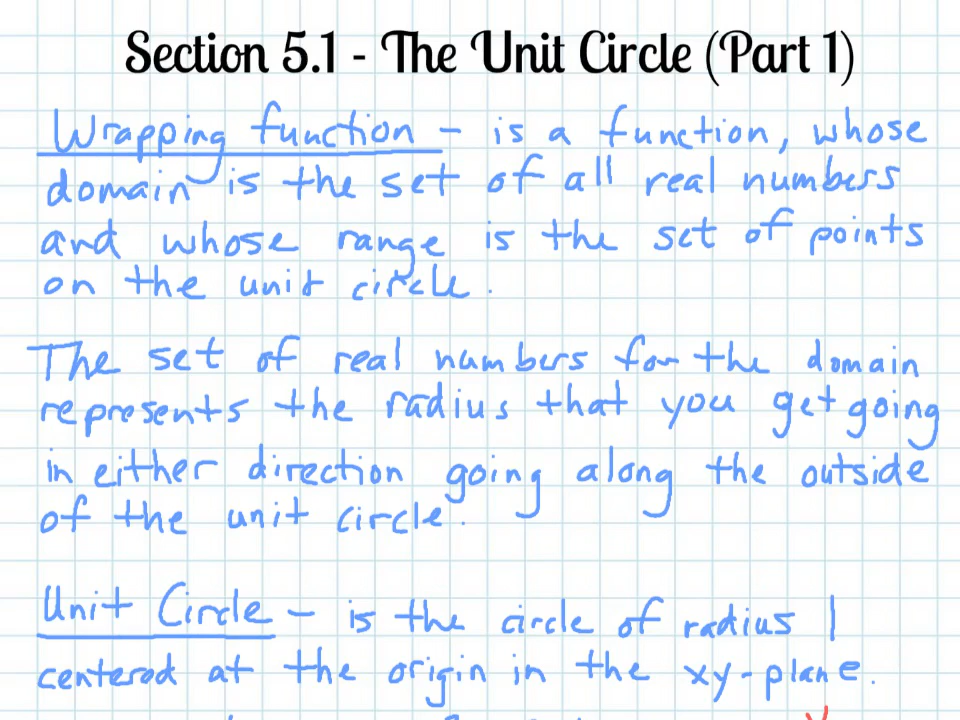 Section 5.1 - The Unit Circle (Part 1)
Wrapping function - is a function, whose
domain is the set of all real numbers
and whose range is the set of points
on the unit circle.
The set of real numbers for the domain
represents the radius that you get going
in either direction going along the outside
of the unit circle.
Unit Circle - is the circle of radius 1
centered at the origin in the xy-plane.